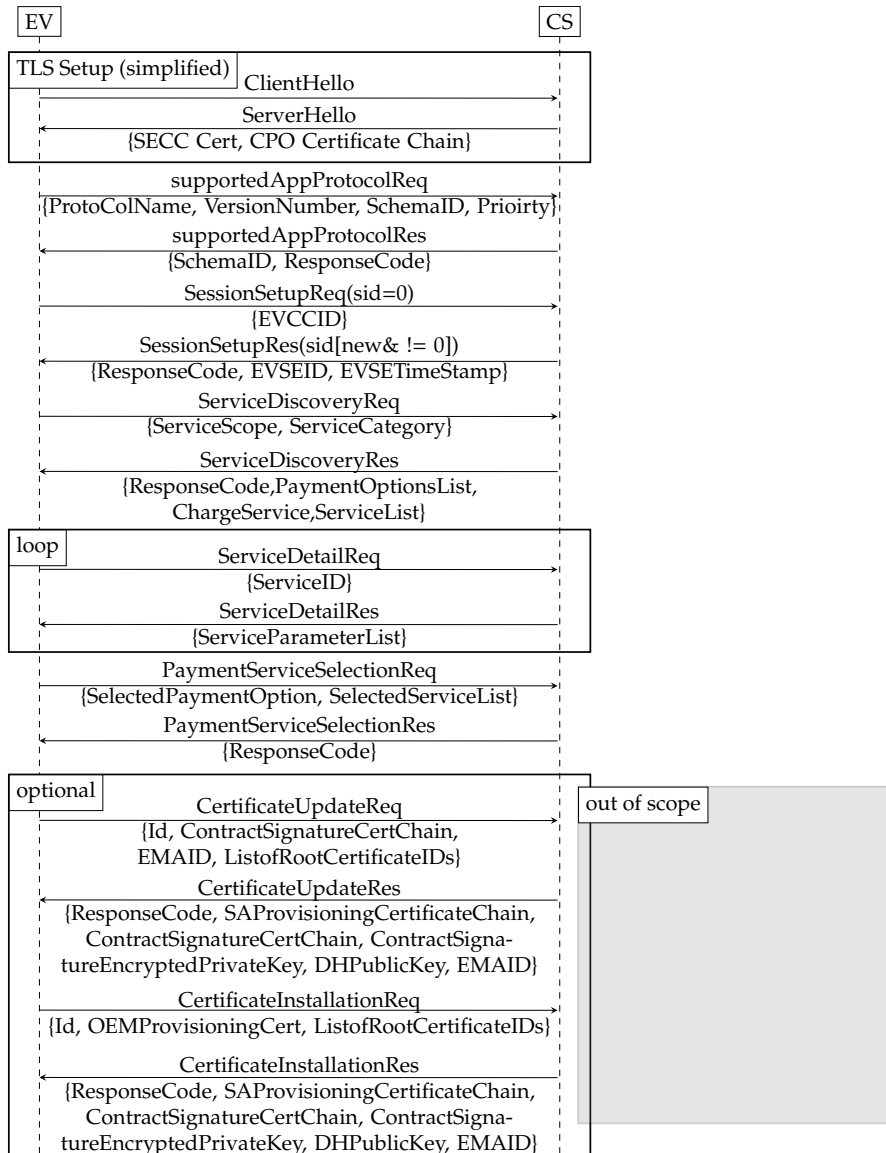 EV
CS
TLS Setup (simplified)
ClientHello
ServerHello
{SECC Cert, CPO Certificate Chain}
supportedAppProtocolReq
{ProtoColName, VersionNumber, SchemaID, Prioirty}
supportedAppProtocolRes
{SchemaID, ResponseCode}
SessionSetupReq(sid=0)
{EVCCID}
SessionSetupRes(sid[new& != 0])
{ResponseCode, EVSEID, EVSETimeStamp}
ServiceDiscoveryReq
{ServiceScope, ServiceCategory}
ServiceDiscoveryRes
{ResponseCode,PaymentOptionsList,
ChargeService,ServiceList}
loop
ServiceDetailReq
{ServiceID}
ServiceDetailRes
{ServiceParameterList}
PaymentServiceSelectionReq
{SelectedPaymentOption, SelectedServiceList}
PaymentServiceSelectionRes
{ResponseCode}
optional
out of scope
CertificateUpdateReq
{Id, ContractSignatureCertChain,
EMAID, ListofRootCertificateIDs}
CertificateUpdateRes
{ResponseCode, SAProvisioningCertificateChain,
ContractSignatureCertChain, ContractSigna-
tureEncryptedPrivateKey, DHPublicKey, EMAID}
CertificateInstallationReq
{Id, OEMProvisioningCert, ListofRootCertificateIDs}
CertificateInstallationRes
{ResponseCode, SAProvisioningCertificateChain,
ContractSignatureCertChain, ContractSigna-
tureEncryptedPrivateKey, DHPublicKey, EMAID}